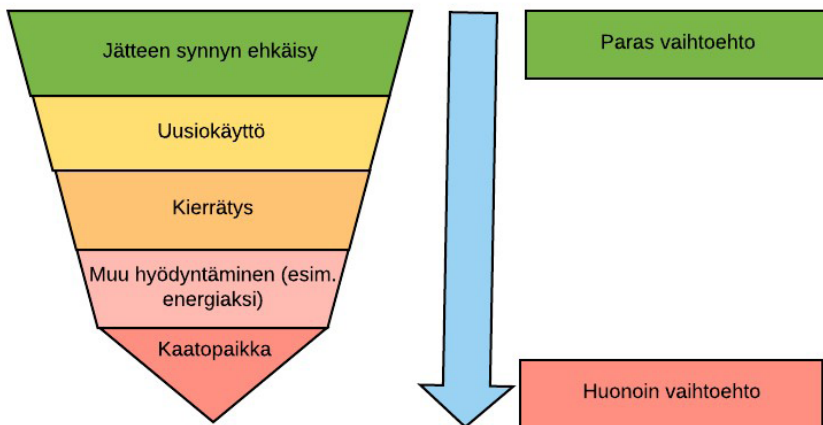 Jätteen synnyn ehkäisy
Uusiokäyttö
Kierrätys
Muu hyödyntäminen (esim.
energiaksi)
Kaatopaikka
Paras vaihtoehto
Huonoin vaihtoehto